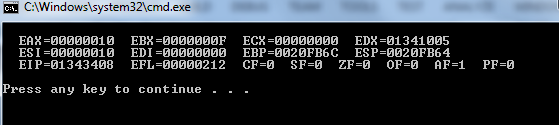 C:\Windows\system32\cmd.exe
EAX=00000010 EBX=0000000F ECX=00000000 EDX=01341005
ESI=00000010 EDI=00000000 EBP=0020FB6C ESP=0020FB64
EIP=01343408 EFL=00000212 CF=0 SF=0 ZF=0 OF=0 AF=1 PF=0
Press any key to continue . . .